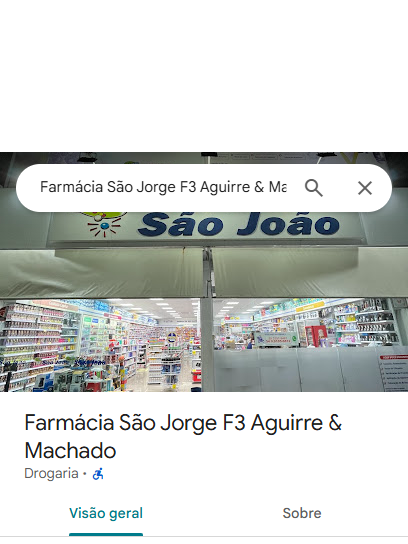 Farmácia São Jorge F3 Aguirre & Ma
São João
Farmácia São Jorge F3 Aguirre &
Machado
Drogaria •
Visão geral
Sobre